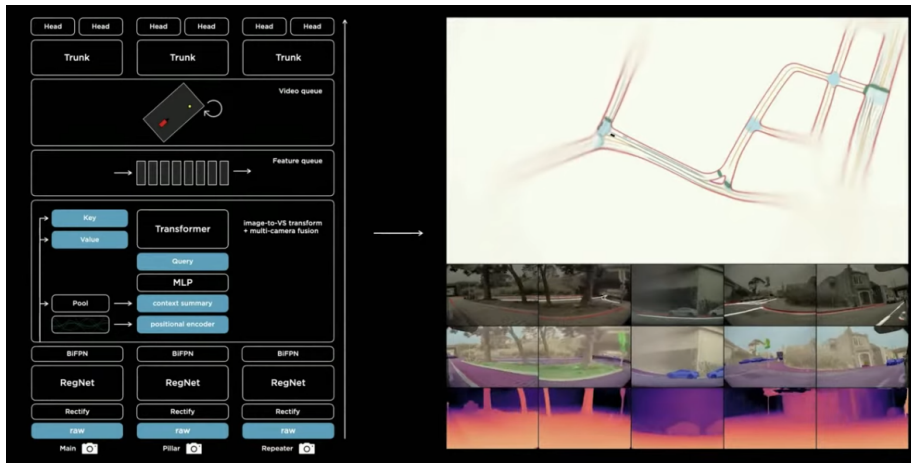 Head Head Head Head Head Head
Trunk Trunk Trunk
Video queue
Feature queue
Key
Value
Transformer
image-to-VS transform
+ multi-camera fusion
Query
MLP
Pool
context summary
positional encoder
BiFPN BiFPN BiFPN
RegNet RegNet RegNet
Rectify Rectify Rectify
raw raw raw
Main Pillar Repeater